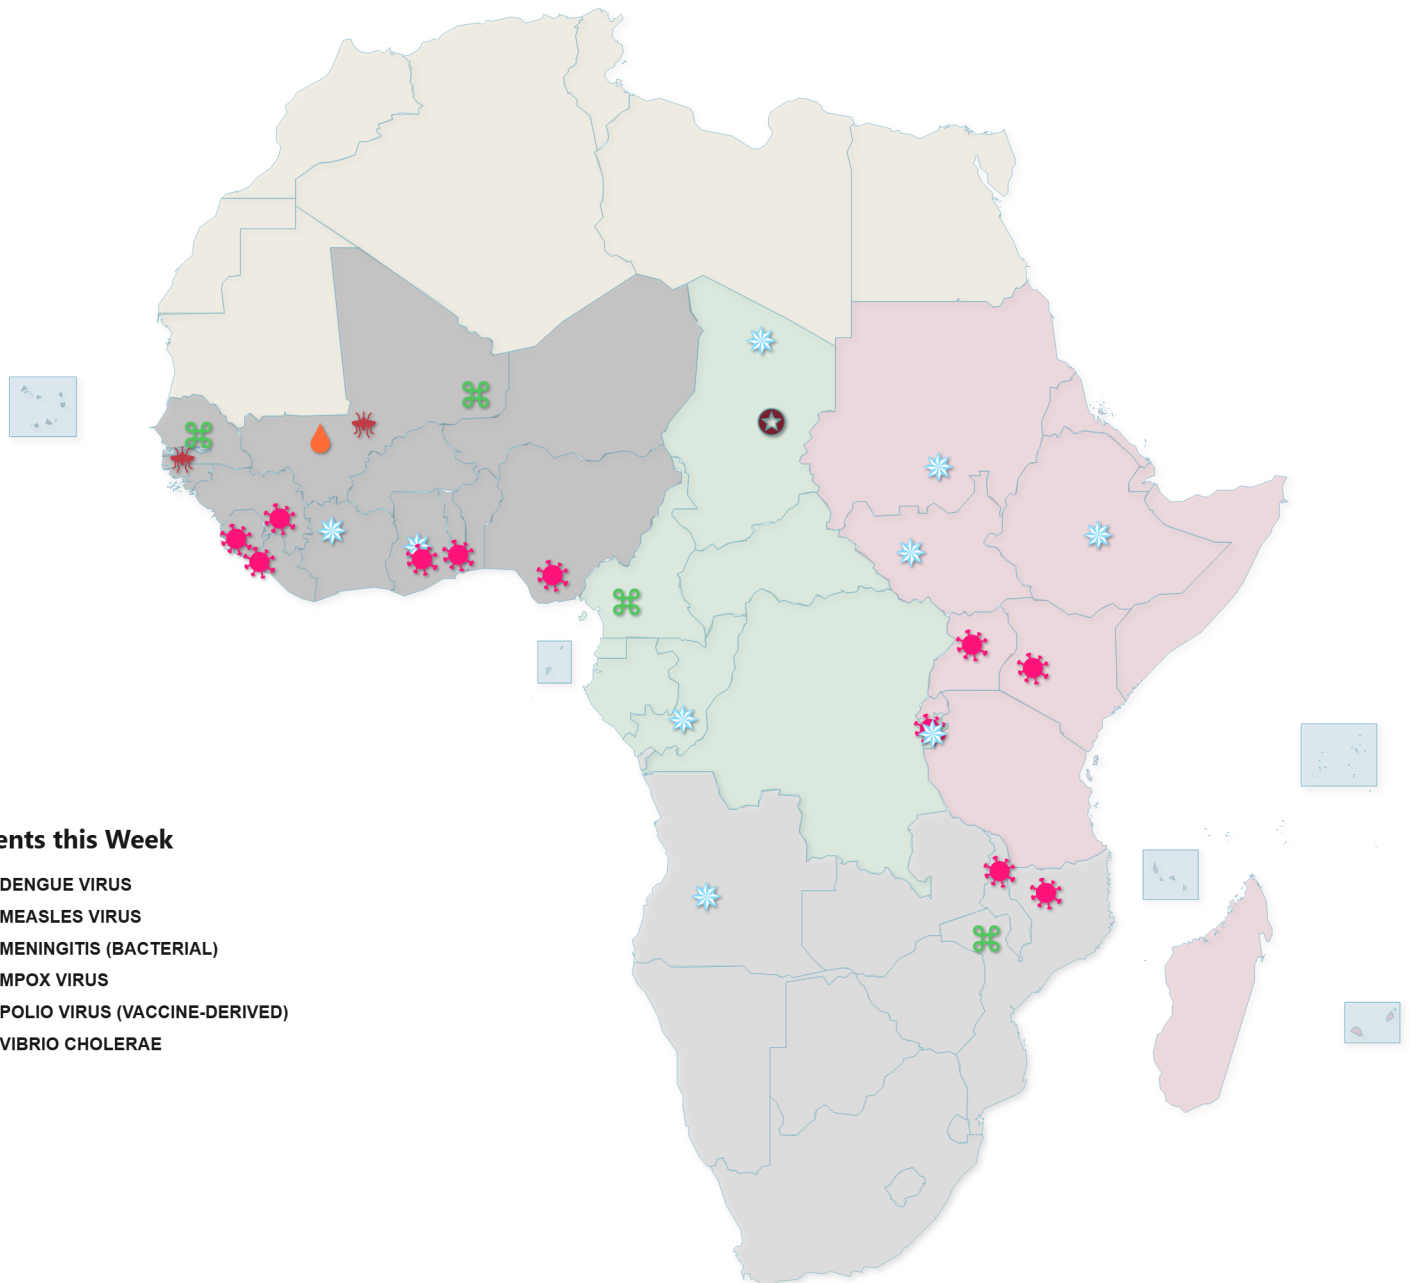 ents this Week
DENGUE VIRUS
MEASLES VIRUS
MENINGITIS (BACTERIAL)
MPOX VIRUS
POLIO VIRUS (VACCINE-DERIVED)
VIBRIO CHOLERAE